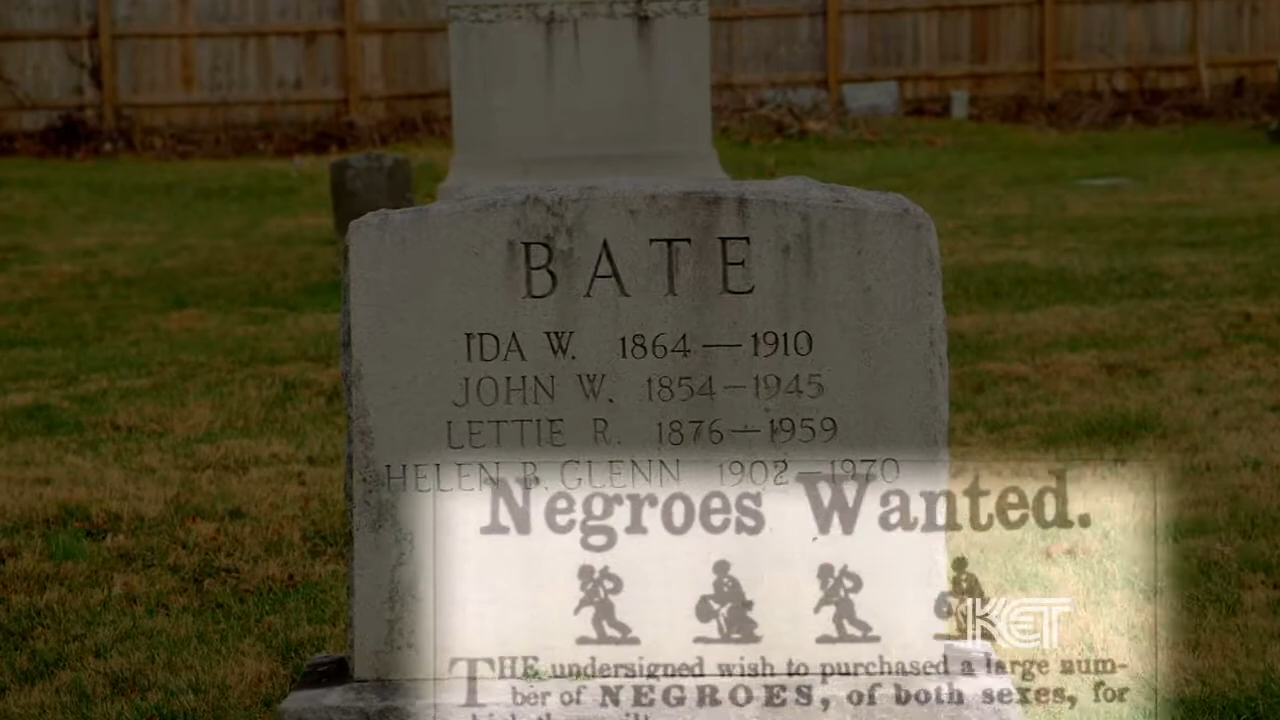 BATE
IDA W. 1864—1910
JOHN W. 1854—1945
LETTIE R. 1876—1959
HELEN B. GLENN 1902—1970
Negroes Wanted.
KET
THE undersigned wish to purchased a large num-
ber of NEGROES, of both sexes, for